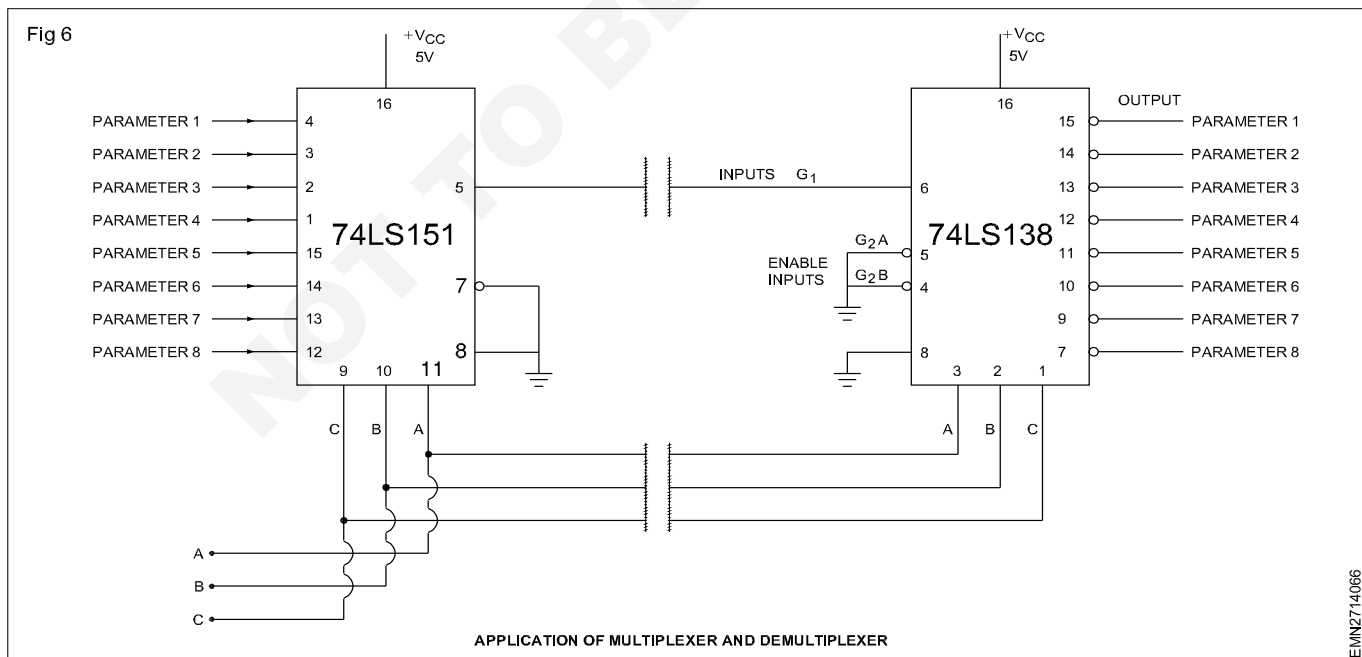 Fig 6
+VCC
5V
16
PARAMETER 1
PARAMETER 2
PARAMETER 3
PARAMETER 4
PARAMETER 5
PARAMETER 6
PARAMETER 7
PARAMETER 8
4
3
2
1
15
14
13
12
74LS151
5
7
8
9
10
11
C
B
A
A
B
C
INPUTS G1
G2A
ENABLE
INPUTS
G2B
+VCC
5V
16
6
5
4
8
74LS138
3
2
1
A
B
C
OUTPUT
15
14
13
12
11
10
9
7
PARAMETER 1
PARAMETER 2
PARAMETER 3
PARAMETER 4
PARAMETER 5
PARAMETER 6
PARAMETER 7
PARAMETER 8
APPLICATION OF MULTIPLEXER AND DEMULTIPLEXER
EMN2714066
NOT TO BE